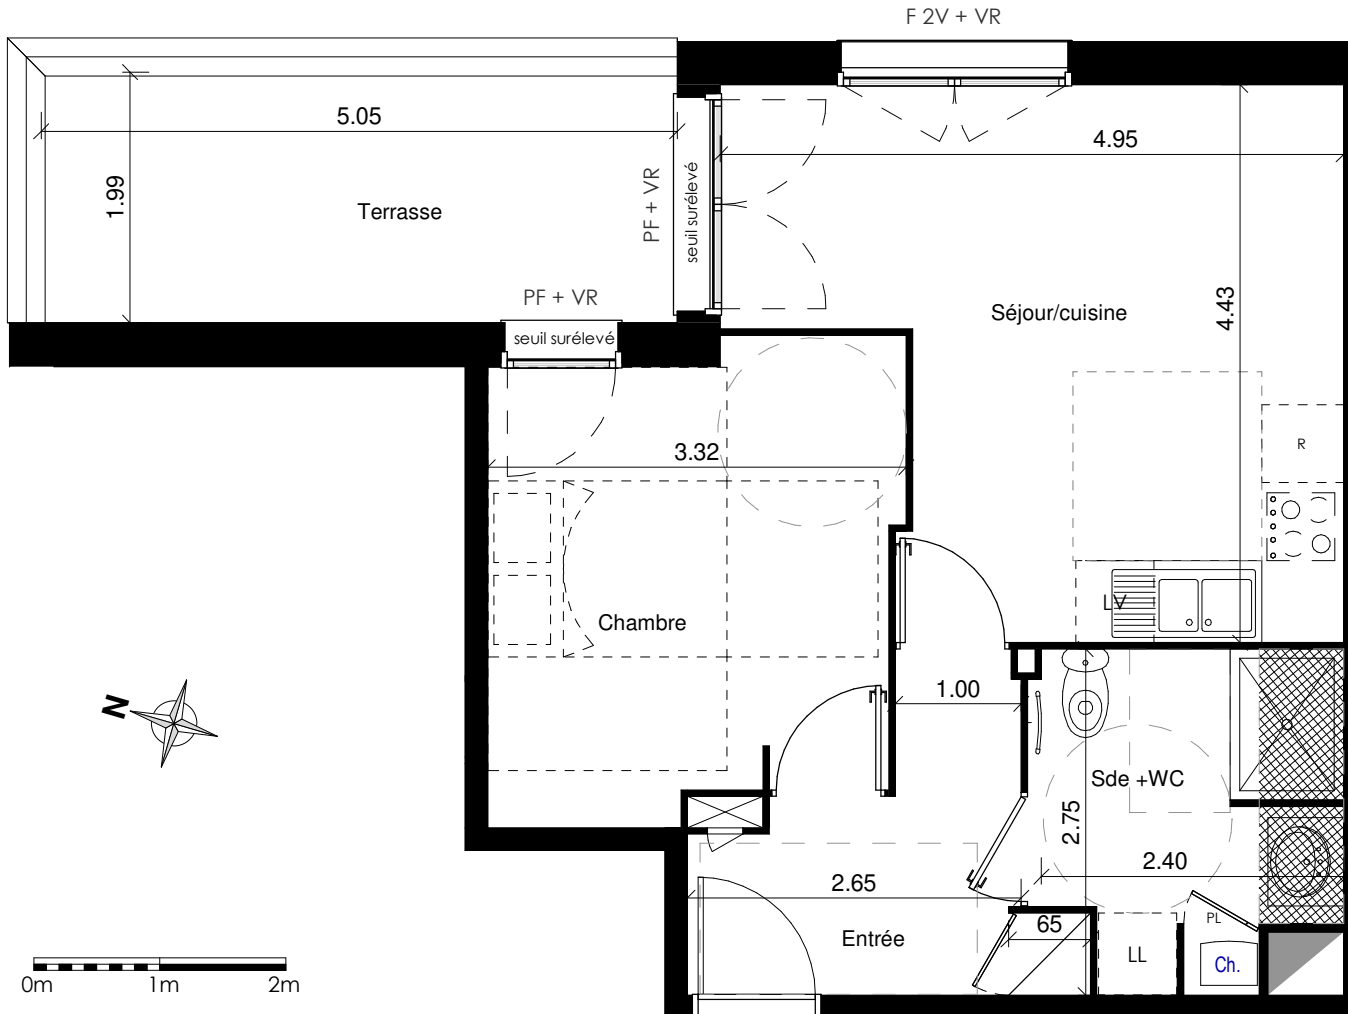 F 2V + VR
5.05
4.95
1.99
Terrasse
PF + VR
seuil surélevé
PF + VR
seuil surélevé
Séjour/cuisine
4.43
3.32
R
LV
Chambre
N
1.00
Sde +WC
2.75
2.40
2.65
Entrée
65
LL
PL
Ch.
0m 1m 2m